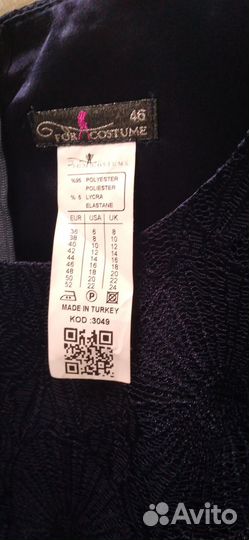 46
FOR COSTUME
%95 POLYESTER
POLIESTER
% 5 LYCRA
ELASTANE
EUR USA UK
36 6 8
38 8 10
40 10 12
42 12 14
44 14 16
46 16 18
48 18 20
50 20 22
52 22 24
P
MADE IN TURKEY
KOD :3049
Avito